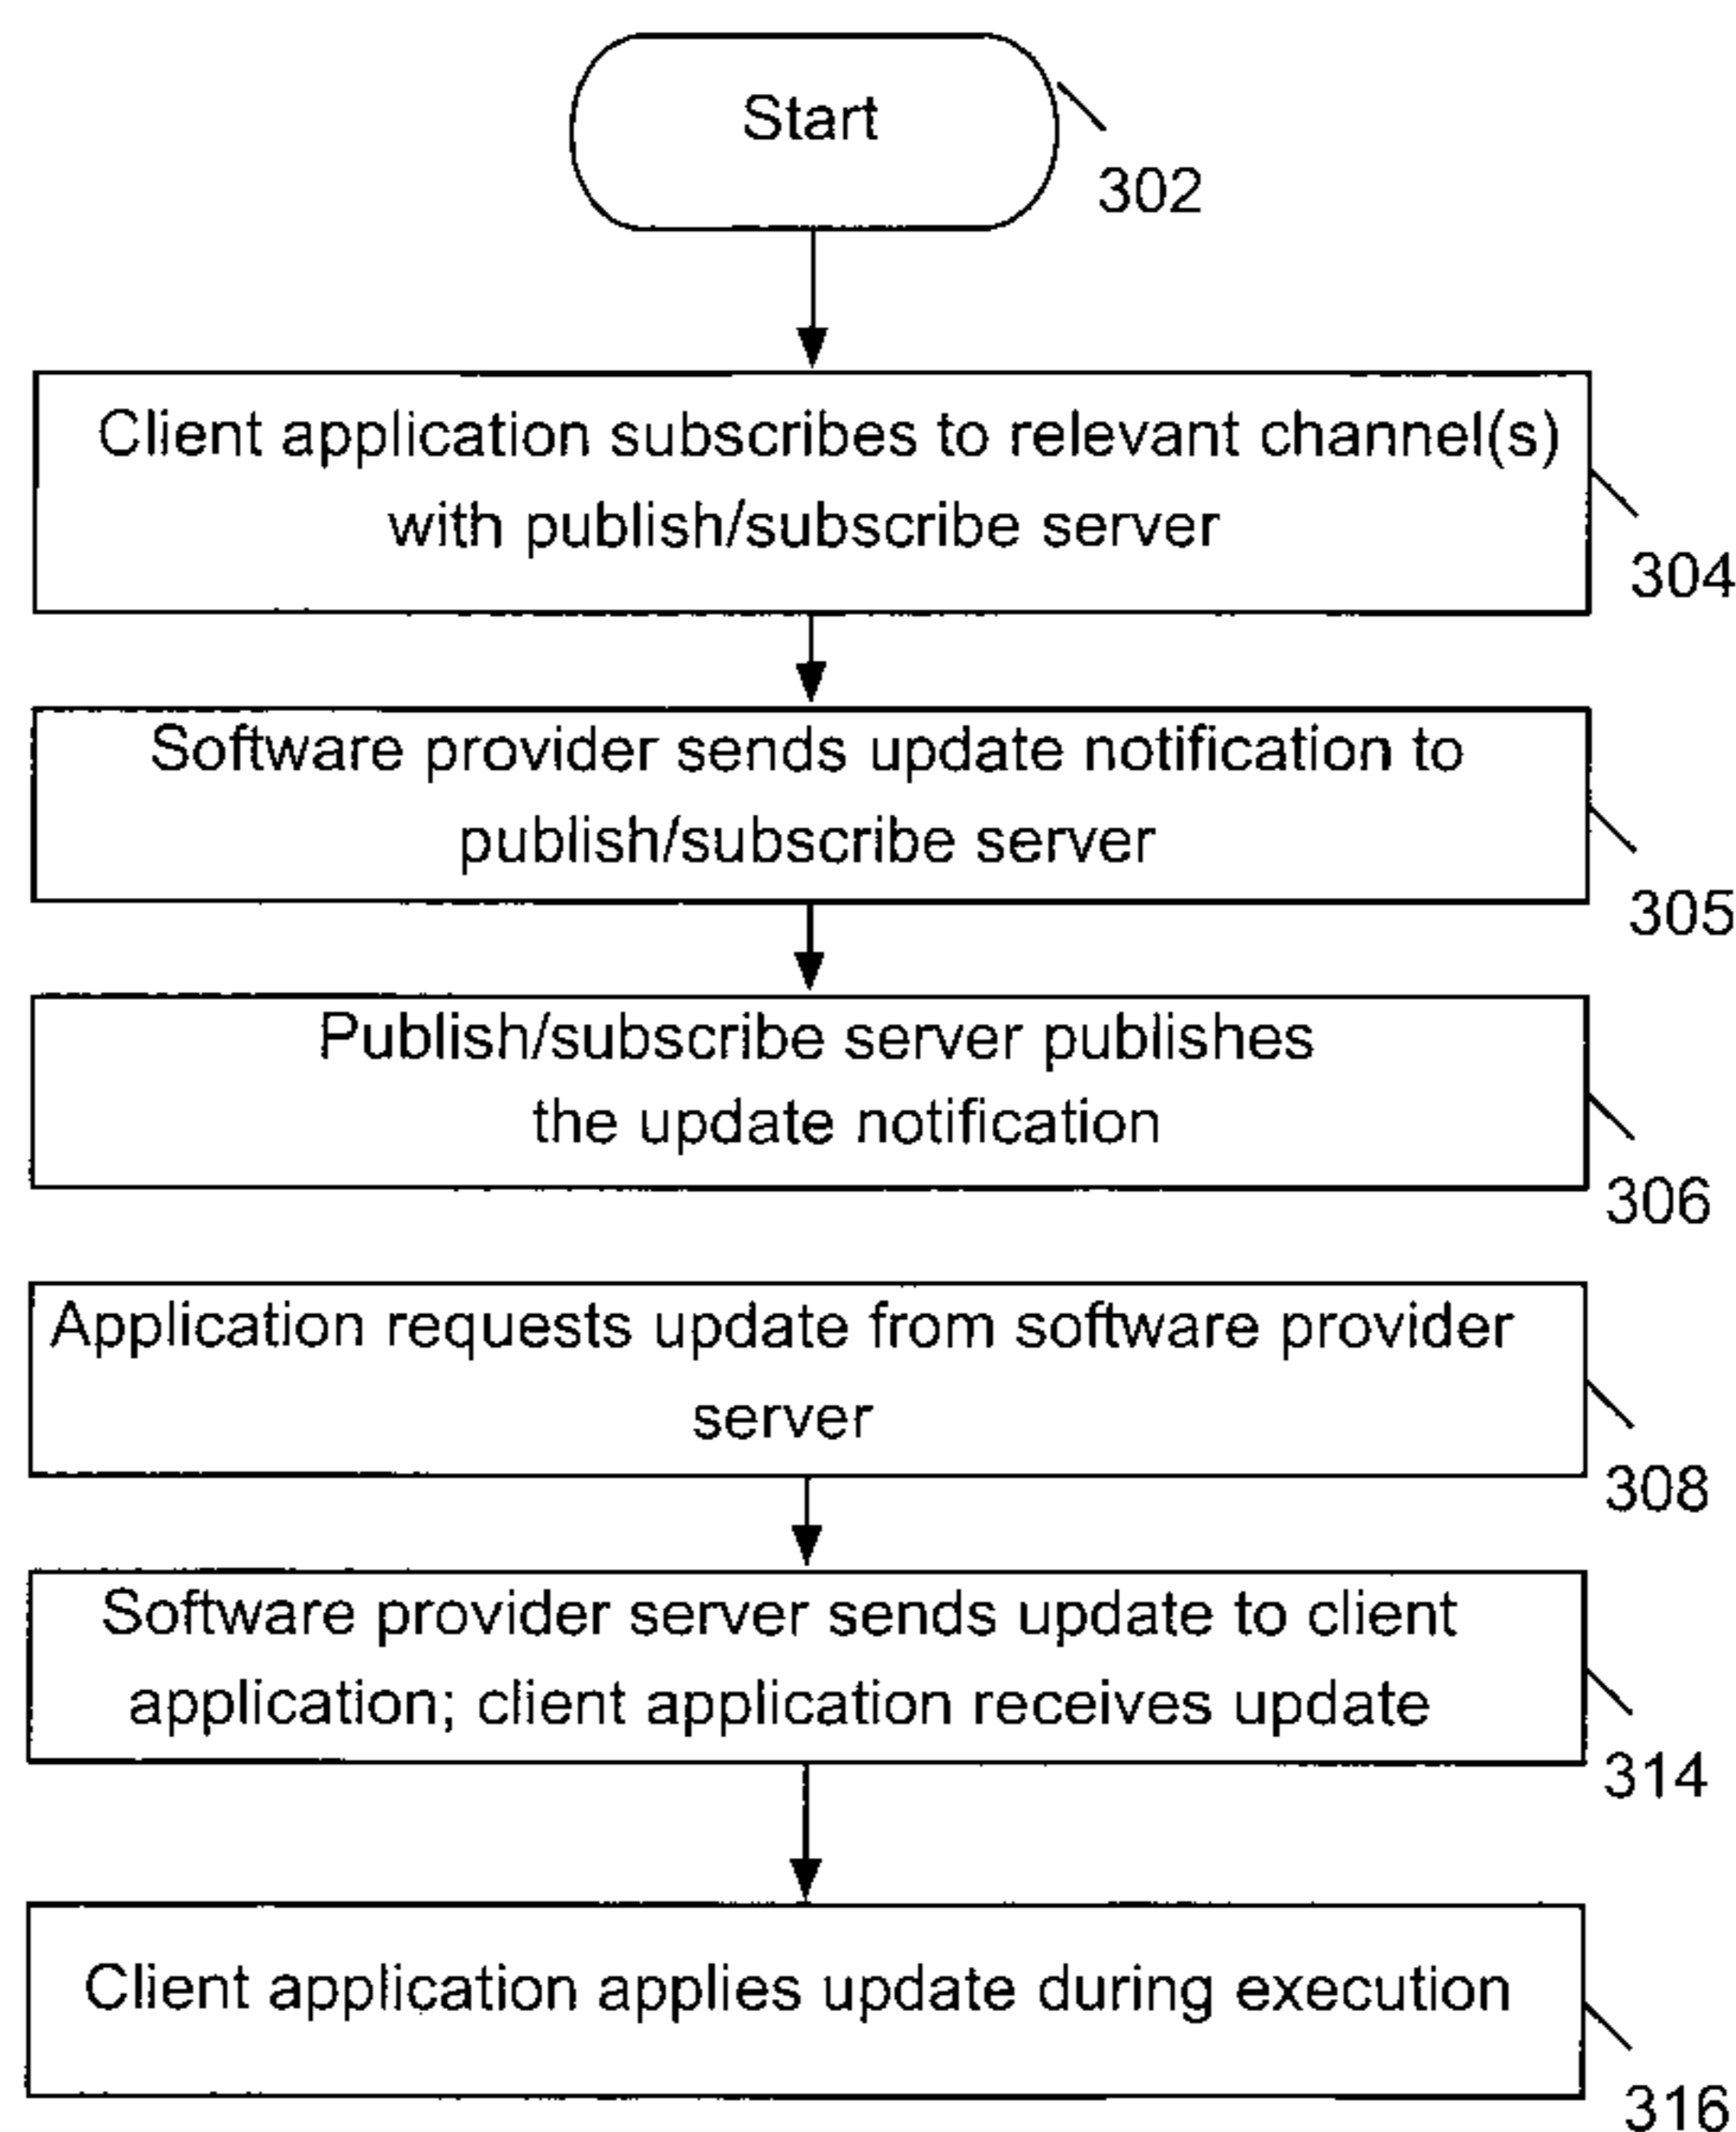 Start
302
Client application subscribes to relevant channel(s)
with publish/subscribe server
304
Software provider sends update notification to
publish/subscribe server
305
Publish/subscribe server publishes
the update notification
306
Application requests update from software provider
server
308
Software provider server sends update to client
application; client application receives update
314
Client application applies update during execution
316